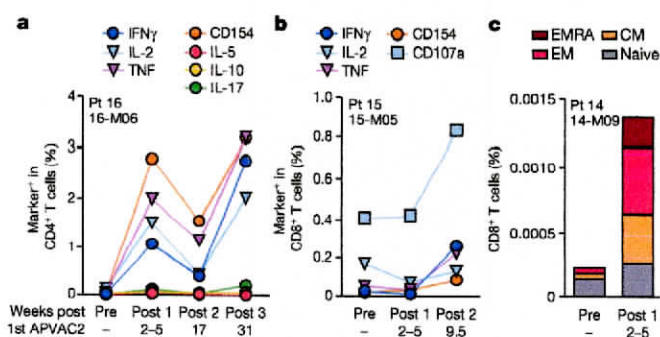 a
IFNγ
IL-2
TNF
CD154
IL-5
IL-10
IL-17
Pt 16
16-M06
Marker⁺ in
CD4⁺ T cells (%)
4
3
2
1
0
Weeks post
1st APVAC2
Pre
–
Post 1
2–5
Post 2
17
Post 3
31
b
IFNγ
IL-2
TNF
CD154
CD107a
Pt 15
15-M05
Marker⁺ in
CD8⁺ T cells (%)
1.0
0.8
0.6
0.4
0.2
0
Pre
–
Post 1
2–5
Post 2
9.5
c
EMRA
EM
CM
Naive
Pt 14
14-M09
CD8⁺ T cells (%)
0.0015
0.0010
0.0005
0
Pre
–
Post 1
2–5